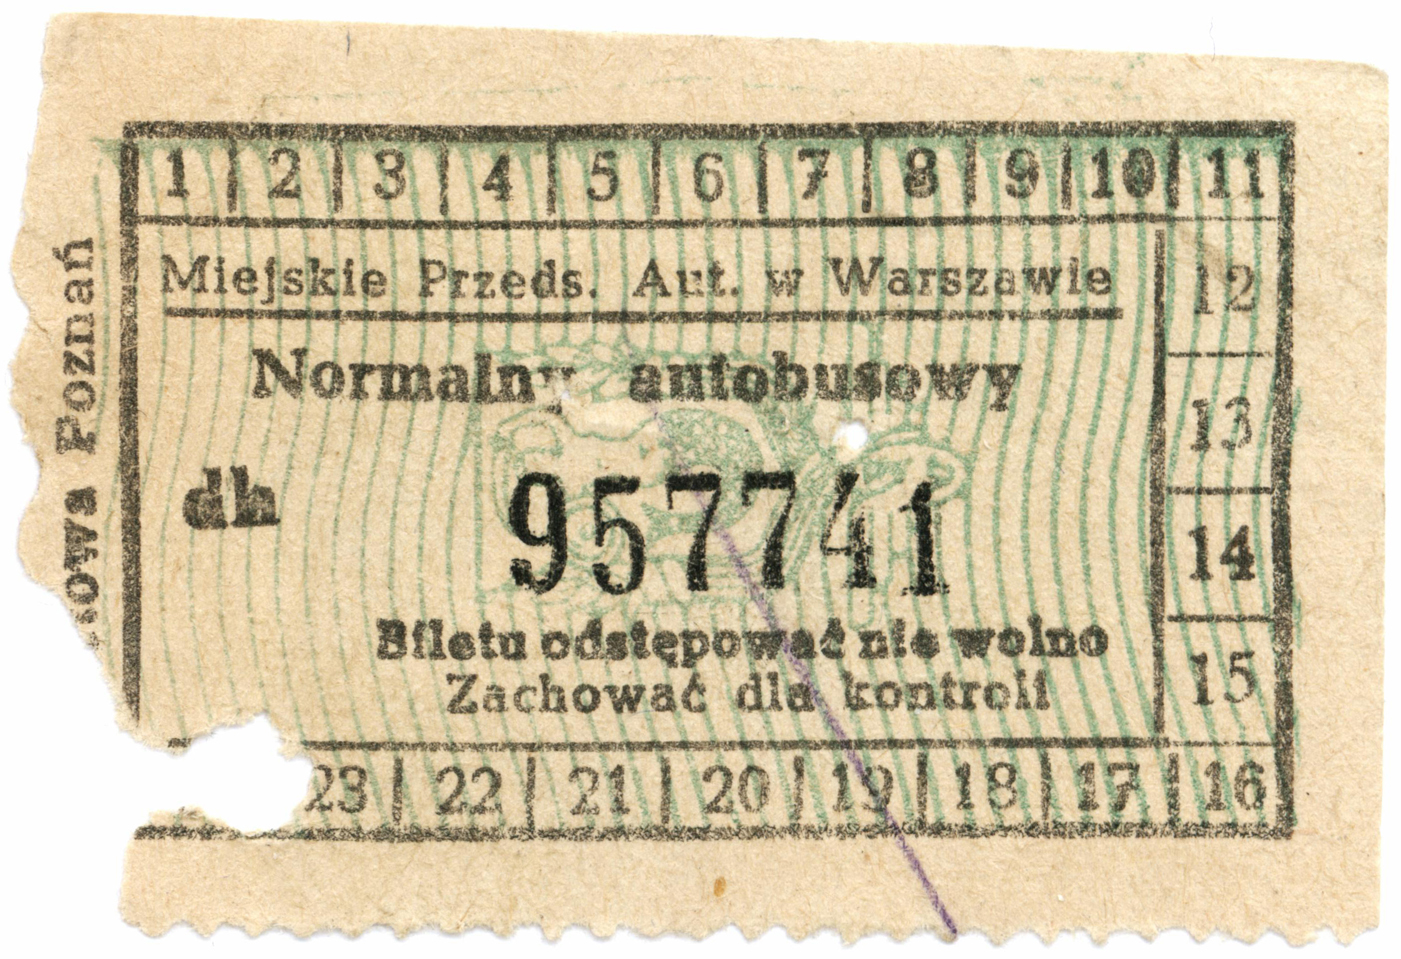 1 2 3 4 5 6 7 8 9 10 11
Miejskie Przeds. Aut. w Warszawie
12
Normalny autobusowy
13
dh 957741
14
Biletu odstępować nie wolno
Zachować dla kontroli
15
23 22 21 20 19 18 17 16
Poznań